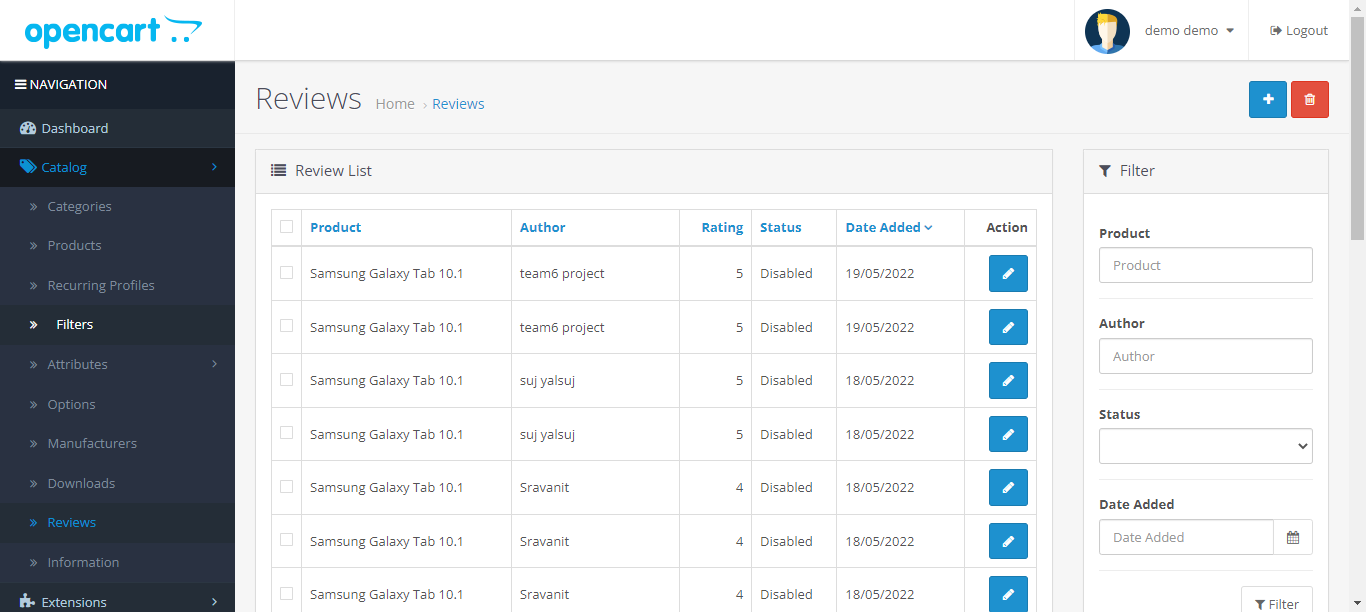 opencart
demo demo
Logout
NAVIGATION
Dashboard
Catalog
Categories
Products
Recurring Profiles
Filters
Attributes
Options
Manufacturers
Downloads
Reviews
Information
Extensions
Reviews Home › Reviews
Review List
Product Author Rating Status Date Added Action
Samsung Galaxy Tab 10.1 team6 project 5 Disabled 19/05/2022
Samsung Galaxy Tab 10.1 team6 project 5 Disabled 19/05/2022
Samsung Galaxy Tab 10.1 suj yalsuj 5 Disabled 18/05/2022
Samsung Galaxy Tab 10.1 suj yalsuj 5 Disabled 18/05/2022
Samsung Galaxy Tab 10.1 Sravanit 4 Disabled 18/05/2022
Samsung Galaxy Tab 10.1 Sravanit 4 Disabled 18/05/2022
Samsung Galaxy Tab 10.1 Sravanit 4 Disabled 18/05/2022
Filter
Product
Product
Author
Author
Status
Date Added
Date Added
Filter